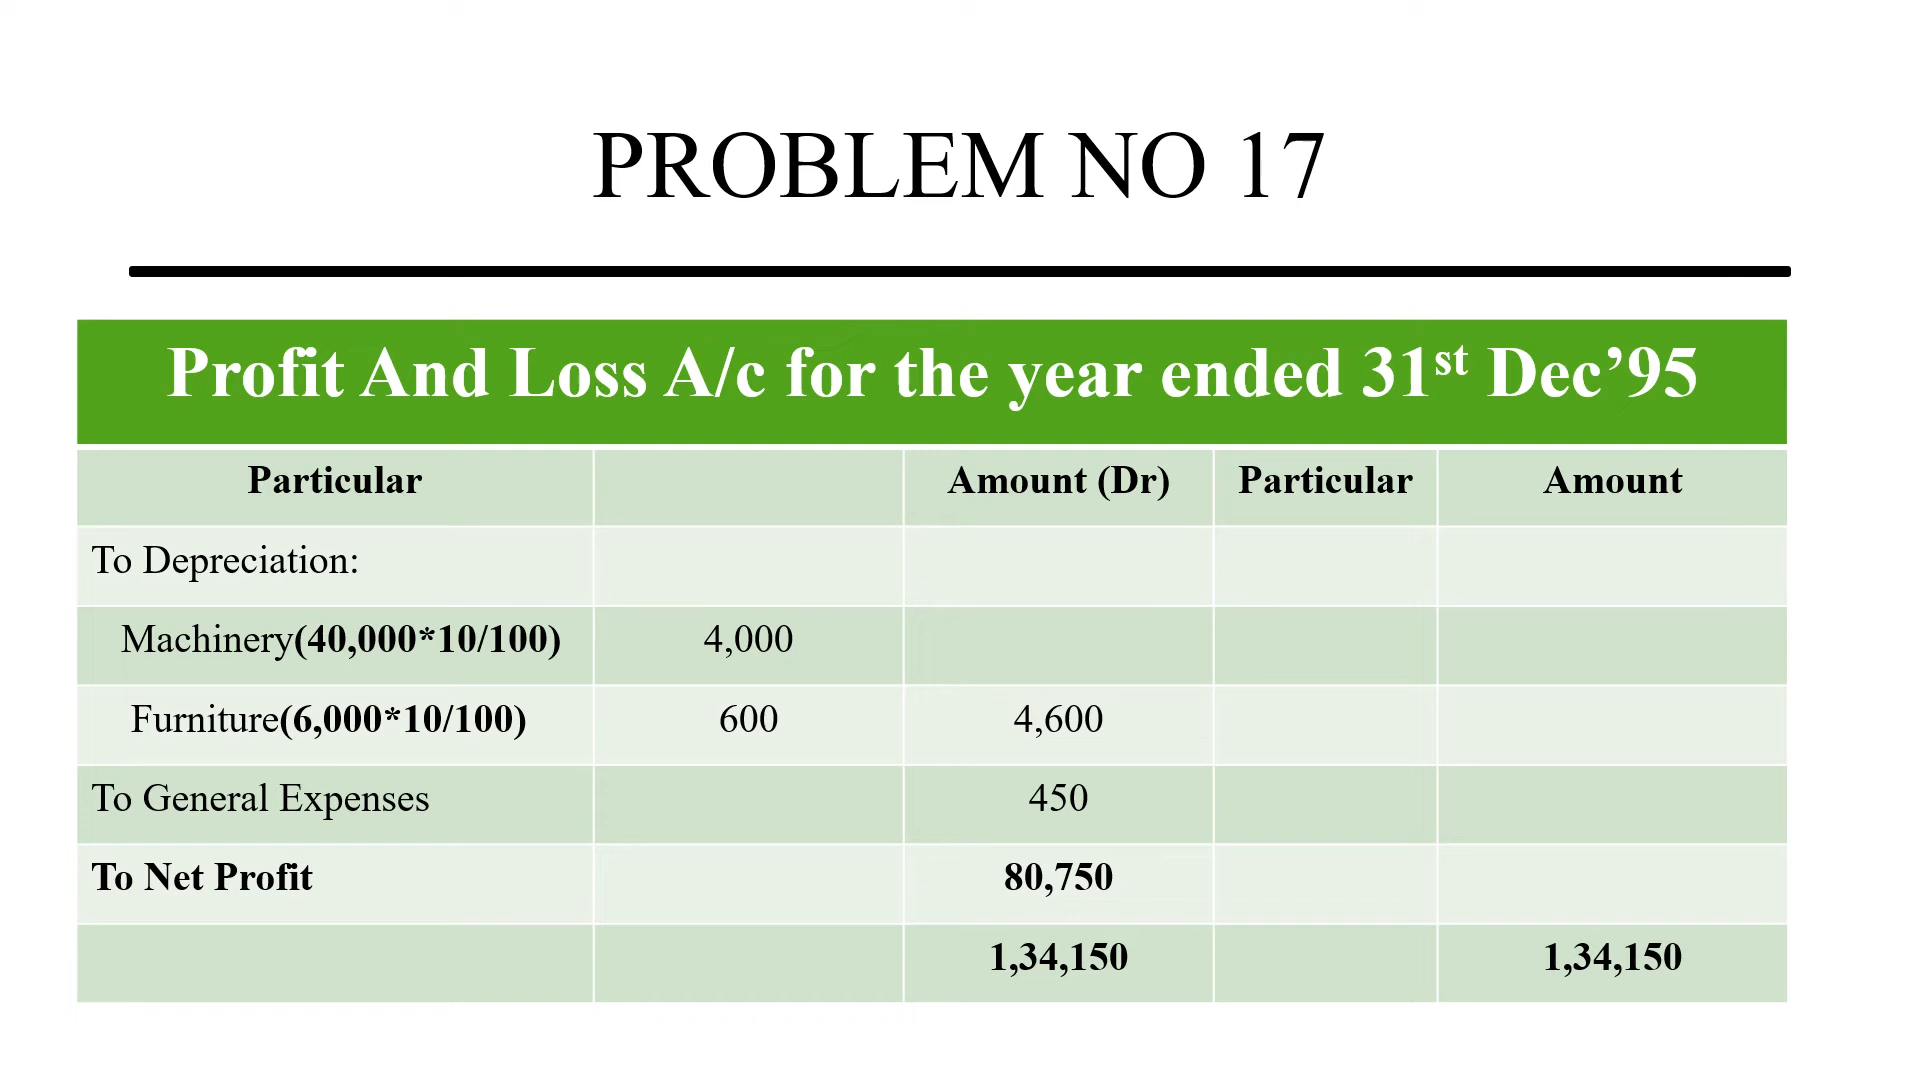 PROBLEM NO 17
Profit And Loss A/c for the year ended 31st Dec’95
Particular Amount (Dr) Particular Amount
To Depreciation:
Machinery(40,000*10/100) 4,000
Furniture(6,000*10/100) 600 4,600
To General Expenses 450
To Net Profit 80,750
1,34,150 1,34,150